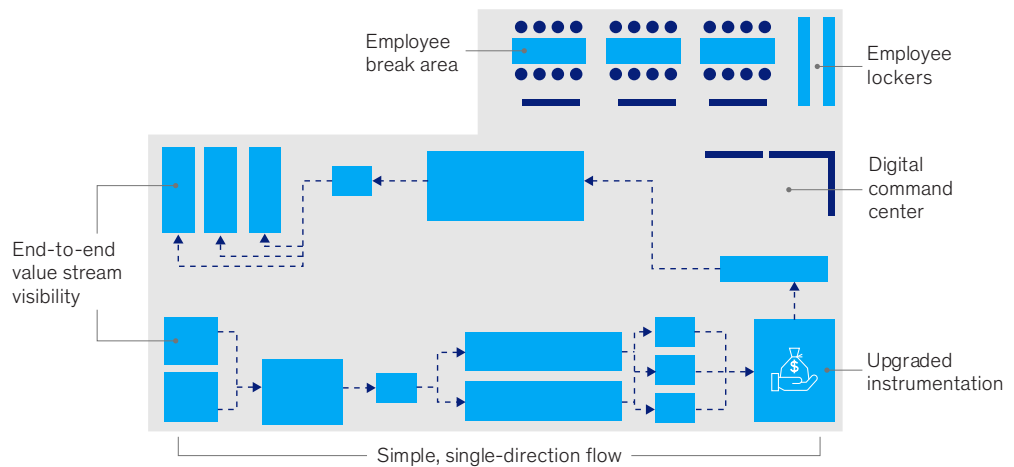 Employee
break area
Employee
lockers
Digital
command
center
End-to-end
value stream
visibility
$
Upgraded
instrumentation
Simple, single-direction flow